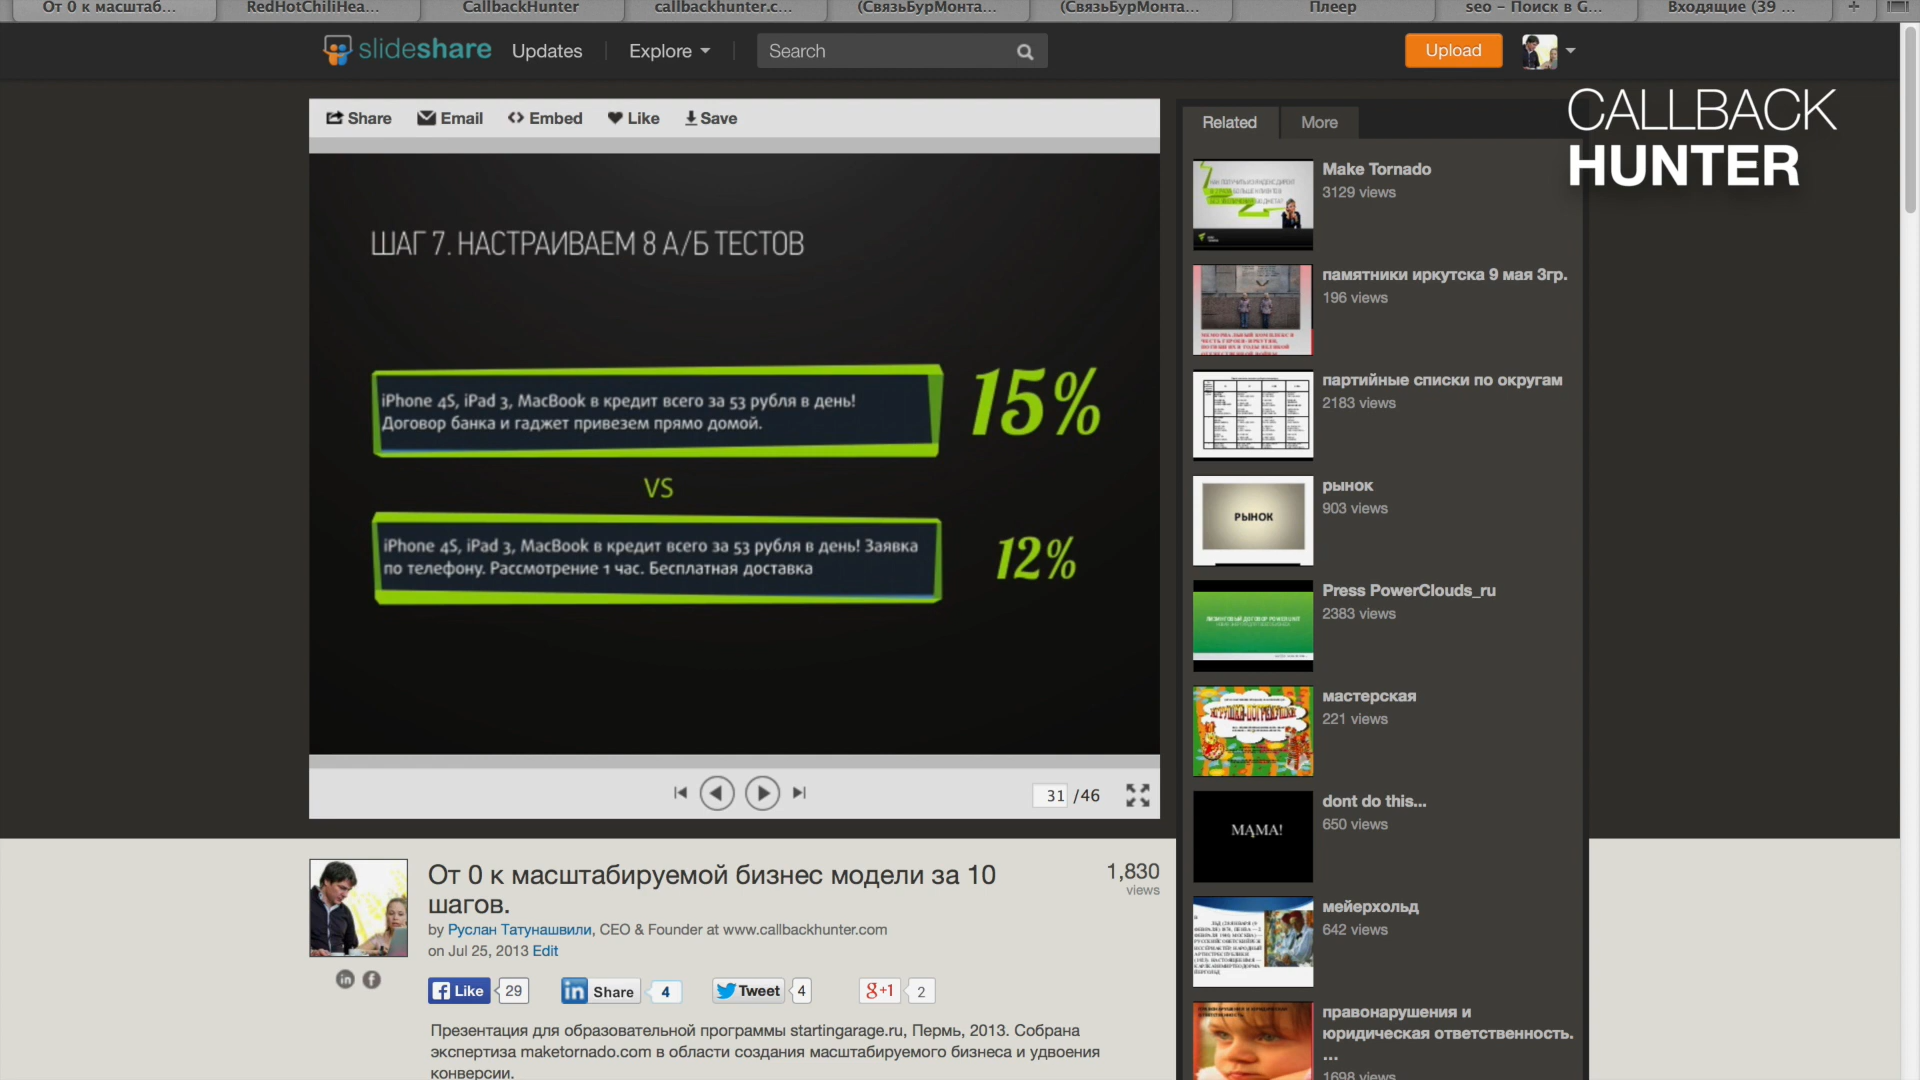 От 0 к масштаб...
RedHotChiliHea...
CallbackHunter
callbackhunter.c...
(СвязьБурМонта...
(СвязьБурМонта...
Плеер
seo – Поиск в G...
Входящие (39 ...
slideshare
Updates
Explore
Search
Upload
CALLBACK
HUNTER
Share
Email
Embed
Like
Save
ШАГ 7. НАСТРАИВАЕМ 8 А/Б ТЕСТОВ
iPhone 4S, iPad 3, MacBook в кредит всего за 53 рубля в день!
Договор банка и гаджет привезем прямо домой.
15%
VS
iPhone 4S, iPad 3, MacBook в кредит всего за 53 рубля в день! Заявка
по телефону. Рассмотрение 1 час. Бесплатная доставка
12%
31 /46
Related
More
Make Tornado
3129 views
памятники иркутска 9 мая 3гр.
196 views
партийные списки по округам
2183 views
РЫНОК
рынок
903 views
Press PowerClouds_ru
2383 views
мастерская
221 views
МАМА!
dont do this...
650 views
мейерхольд
642 views
правонарушения и
юридическая ответственность.
...
1698 views
От 0 к масштабируемой бизнес модели за 10
шагов.
1,830
views
by Руслан Татунашвили, CEO & Founder at www.callbackhunter.com
on Jul 25, 2013 Edit
Like 29
Share 4
Tweet 4
g+1 2
Презентация для образовательной программы startingarage.ru, Пермь, 2013. Собрана
экспертиза maketornado.com в области создания масштабируемого бизнеса и удвоения
конверсии.